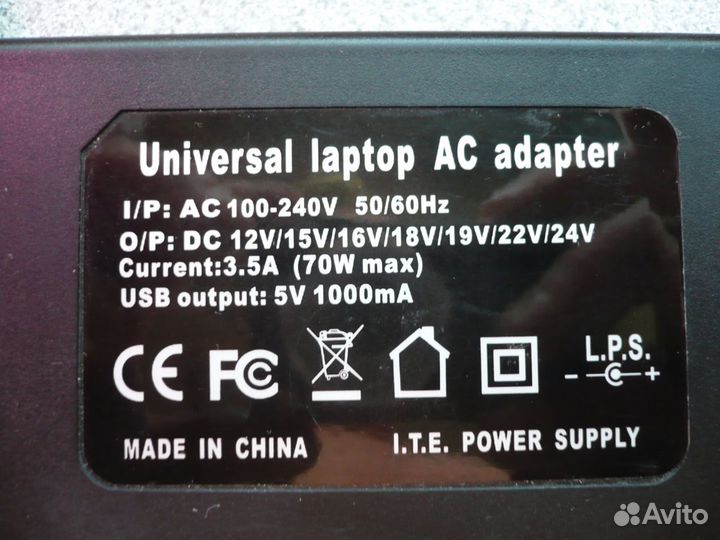 Universal laptop AC adapter
I/P: AC 100-240V 50/60Hz
O/P: DC 12V/15V/16V/18V/19V/22V/24V
Current:3.5A (70W max)
USB output: 5V 1000mA
CE FC L.P.S.
- +
MADE IN CHINA I.T.E. POWER SUPPLY
Avito